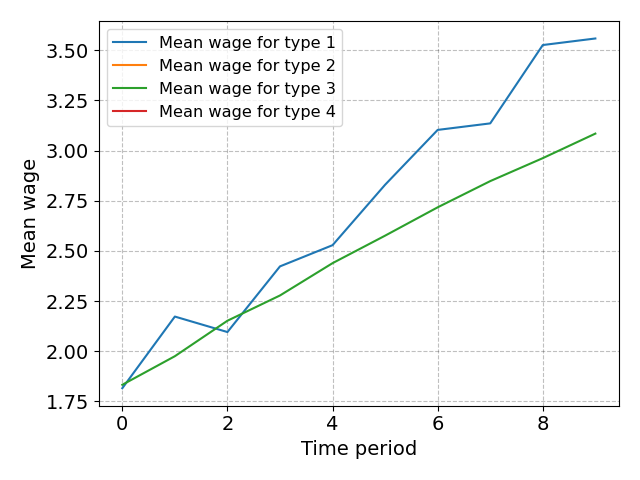 Mean wage for type 1
Mean wage for type 2
Mean wage for type 3
Mean wage for type 4
3.50
3.25
3.00
2.75
2.50
2.25
2.00
1.75
Mean wage
0 2 4 6 8
Time period